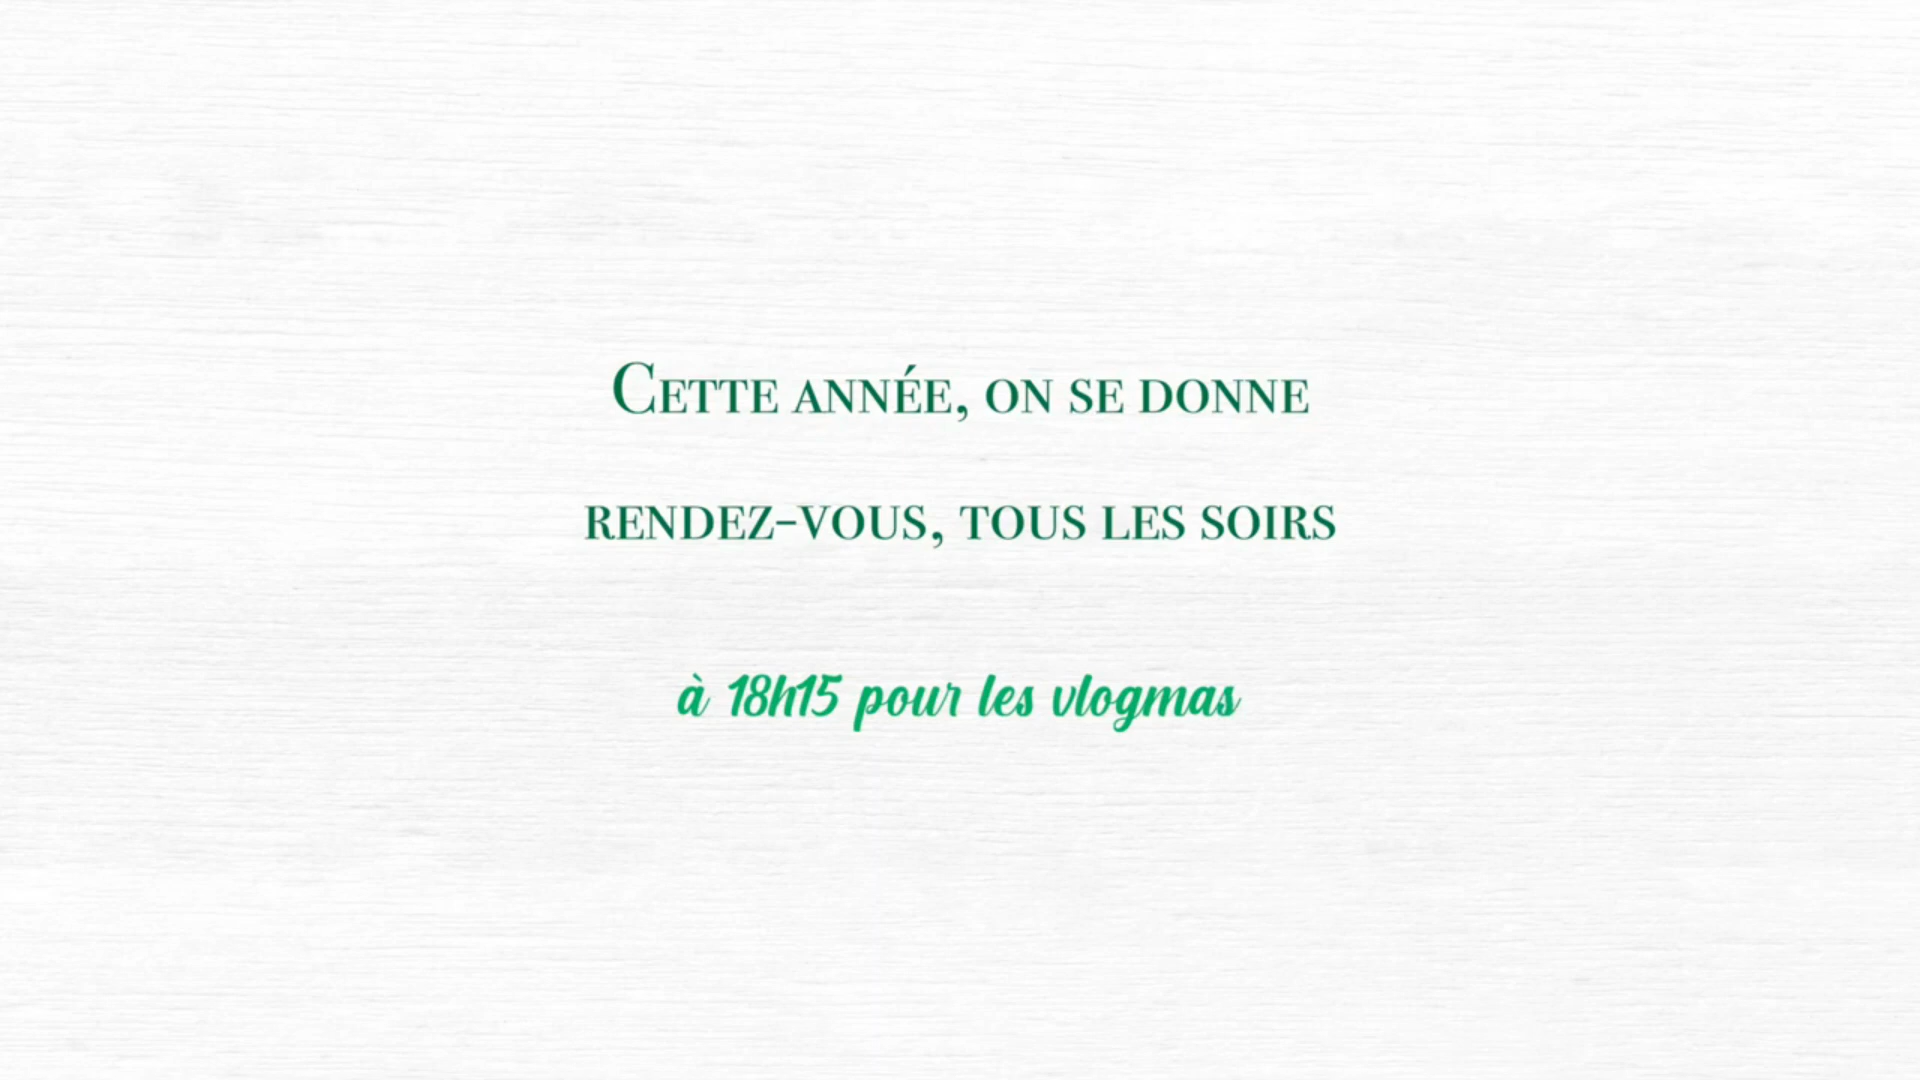 Cette année, on se donne
rendez-vous, tous les soirs
à 18h15 pour les vlogmas